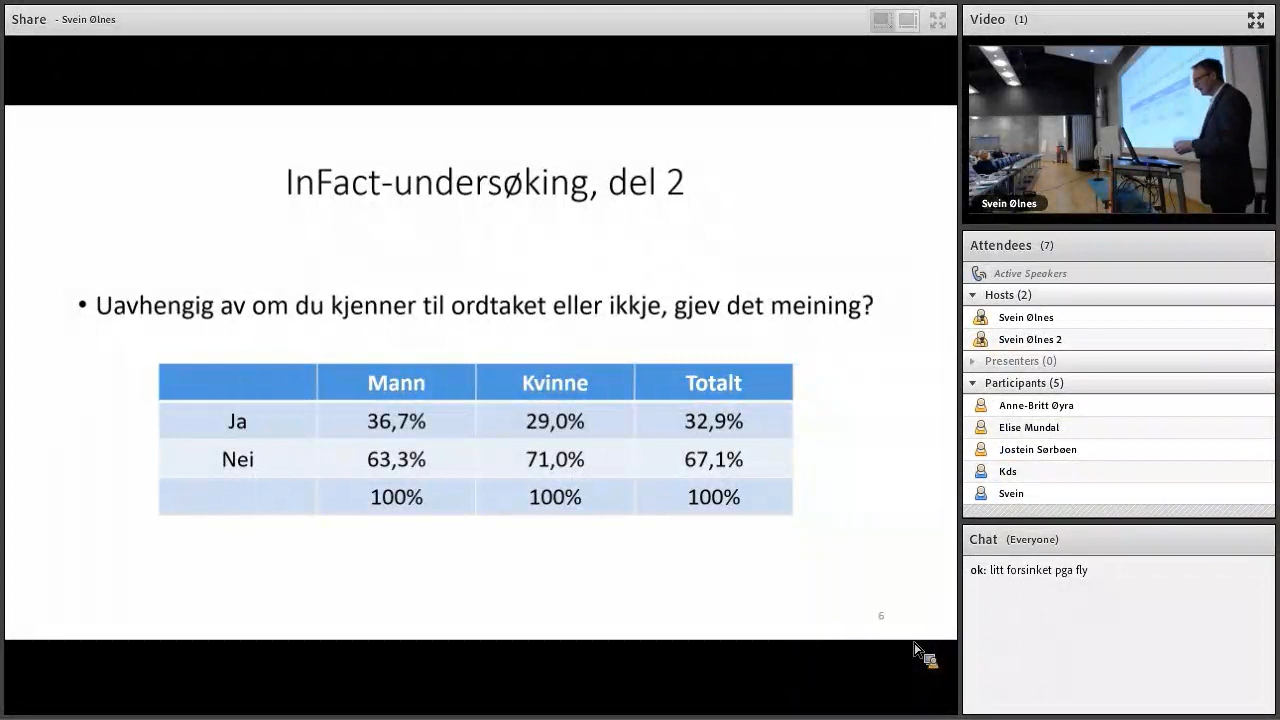 Share - Svein Ølnes
InFact-undersøking, del 2
• Uavhengig av om du kjenner til ordtaket eller ikkje, gjev det meining?
Mann Kvinne Totalt
Ja 36,7% 29,0% 32,9%
Nei 63,3% 71,0% 67,1%
100% 100% 100%
6
Video (1)
Svein Ølnes
Attendees (7)
Active Speakers
Hosts (2)
Svein Ølnes
Svein Ølnes 2
Presenters (0)
Participants (5)
Anne-Britt Øyra
Elise Mundal
Jostein Sørbøen
Kds
Svein
Chat (Everyone)
ok: litt forsinket pga fly